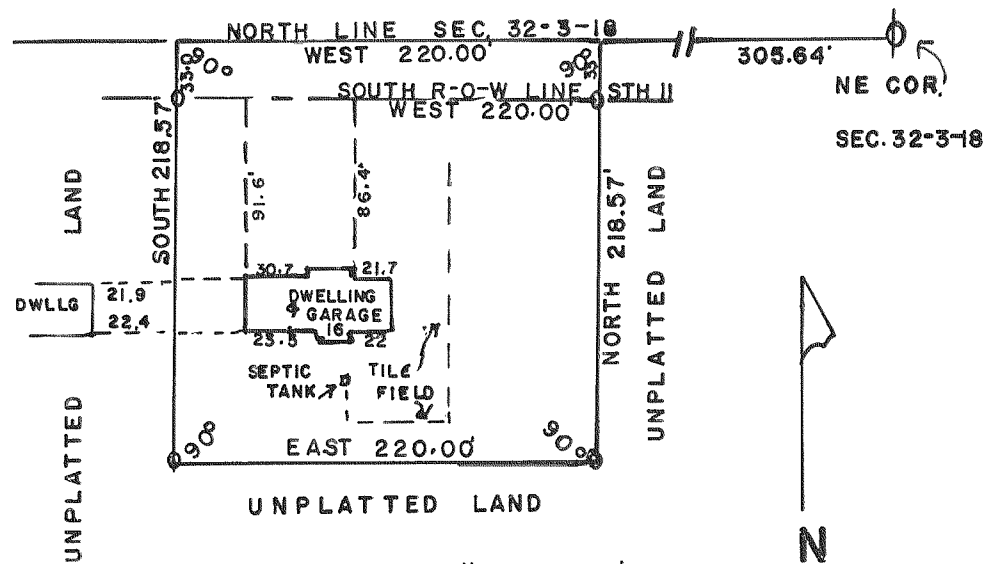 NORTH LINE SEC, 32-3-18
WEST 220.00'
305.64'
NE COR.
SEC. 32-3-18
33.0
90°
90°
33
SOUTH R-O-W LINE STH 11
WEST 220.00'
SOUTH 218.57'
NORTH 218.57'
91.6'
86.4'
UNPLATTED LAND
UNPLATTED LAND
30.7
21.7
DWLLG
21.9
22.4
DWELLING
&
GARAGE
16
23.5
22
SEPTIC
TANK
TILE
FIELD
90°
EAST 220.00'
90°
UNPLATTED LAND
N